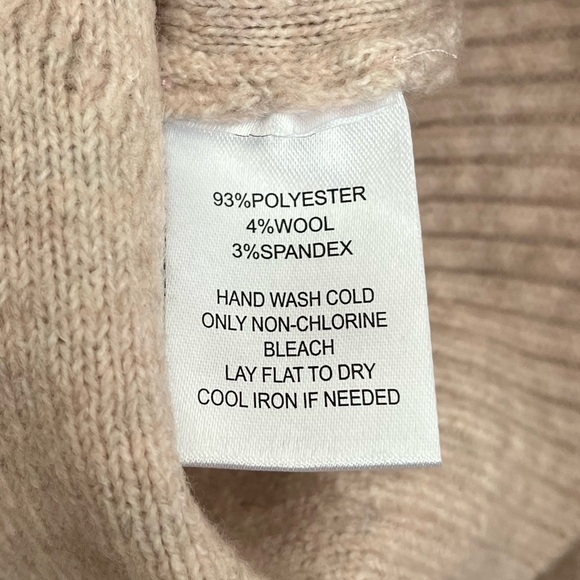 93%POLYESTER
4%WOOL
3%SPANDEX
HAND WASH COLD
ONLY NON-CHLORINE
BLEACH
LAY FLAT TO DRY
COOL IRON IF NEEDED